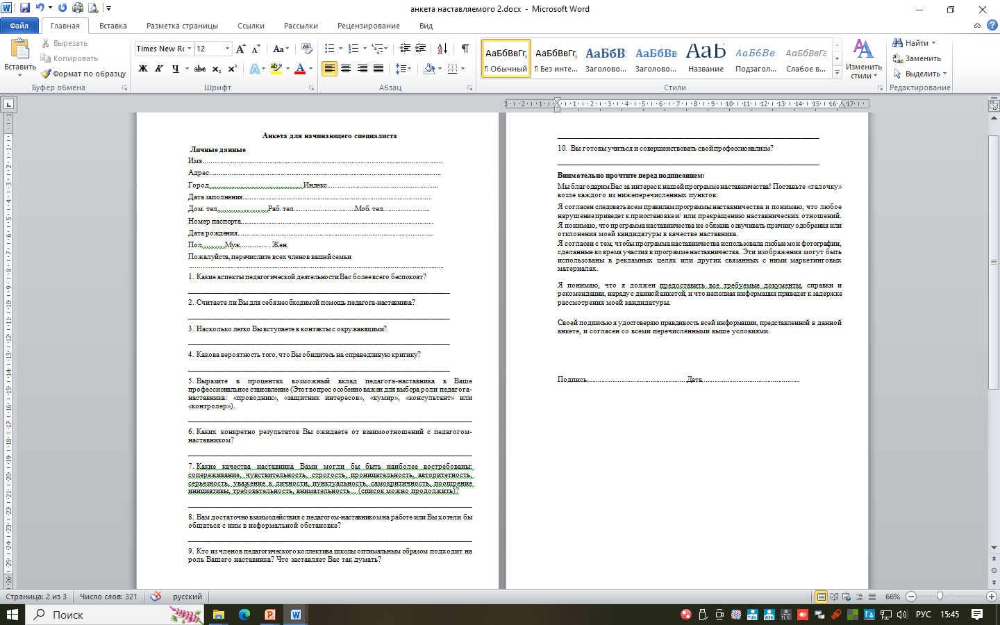 анкета наставляемого 2.docx - Microsoft Word
Файл Главная Вставка Разметка страницы Ссылки Рассылки Рецензирование Вид
Вставить
Вырезать
Копировать
Формат по образцу
Буфер обмена
Times New Ro 12
Шрифт
Абзац
АаБбВвГг, АаБбВвГг, АаБбВ АаБбВв АаБ АаБбВв. АаБбВвГг
¶ Обычный ¶ Без инте... Заголово... Заголово... Название Подзагол... Слабое в...
Стили
Изменить стили
Найти
Заменить
Выделить
Редактирование
Анкета для начинающего специалиста
Личные данные
Имя
Адрес
Город Индекс
Дата заполнения
Дом. тел Раб. тел Моб. тел
Номер паспорта
Дата рождения
Пол Муж. Жен.
Пожалуйста, перечислите всех членов вашей семьи
1. Какие аспекты педагогической деятельности Вас более всего беспокоят?
2. Считаете ли Вы для себя необходимой помощь педагога-наставника?
3. Насколько легко Вы вступаете в контакты с окружающими?
4. Какова вероятность того, что Вы обидитесь на справедливую критику?
5. Выразите в процентах возможный вклад педагога-наставника в Ваше
профессиональное становление (Этот вопрос особенно важен для выбора роли педагога-
наставника: «проводник», «защитник интересов», «кумир», «консультант» или
«контролер»).
6. Каких конкретно результатов Вы ожидаете от взаимоотношений с педагогом-
наставником?
7. Какие качества наставника Вами могли бы быть наиболее востребованы:
сопереживание, чувствительность, строгость, проницательность, авторитетность,
серьезность, уважение к личности, пунктуальность, самокритичность, поощрение
инициативы, требовательность, внимательность... (список можно продолжить)?
8. Вам достаточно взаимодействия с педагогом-наставником на работе или Вы хотели бы
общаться с ним в неформальной обстановке?
9. Кто из членов педагогического коллектива школы оптимальным образом подходит на
роль Вашего наставника? Что заставляет Вас так думать?
10. Вы готовы учиться и совершенствовать свой профессионализм?
Внимательно прочтите перед подписанием:
Мы благодарим Вас за интерес к нашей программе наставничества! Поставьте «галочку»
возле каждого из нижеперечисленных пунктов:
Я согласен следовать всем правилам программы наставничества и понимаю, что любое
нарушение приведет к приостановке и/ или прекращению наставнических отношений.
Я понимаю, что программа наставничества не обязана озвучивать причину одобрения или
отклонения моей кандидатуры в качестве наставника.
Я согласен с тем, чтобы программа наставничества использовала любые мои фотографии,
сделанные во время участия в программе наставничества. Эти изображения могут быть
использованы в рекламных целях или других связанных с ними маркетинговых
материалах.
Я понимаю, что я должен предоставить все требуемые документы, справки и
рекомендации, наряду с данной анкетой, и что неполная информация приведет к задержке
рассмотрения моей кандидатуры.
Своей подписью я удостоверяю правдивость всей информации, представленной в данной
анкете, и согласен со всеми перечисленными выше условиями.
Подпись Дата
Страница: 2 из 3 Число слов: 321 русский 66%
Поиск РУС 15:45